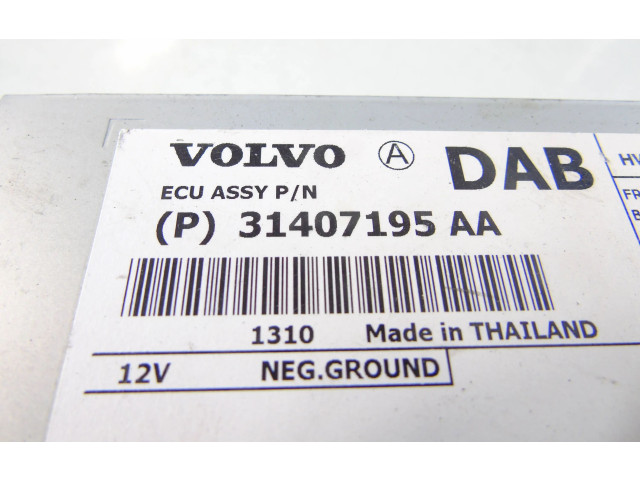 VOLVO Ⓐ DAB
ECU ASSY P/N
(P) 31407195 AA
1310 Made in THAILAND
12V NEG.GROUND